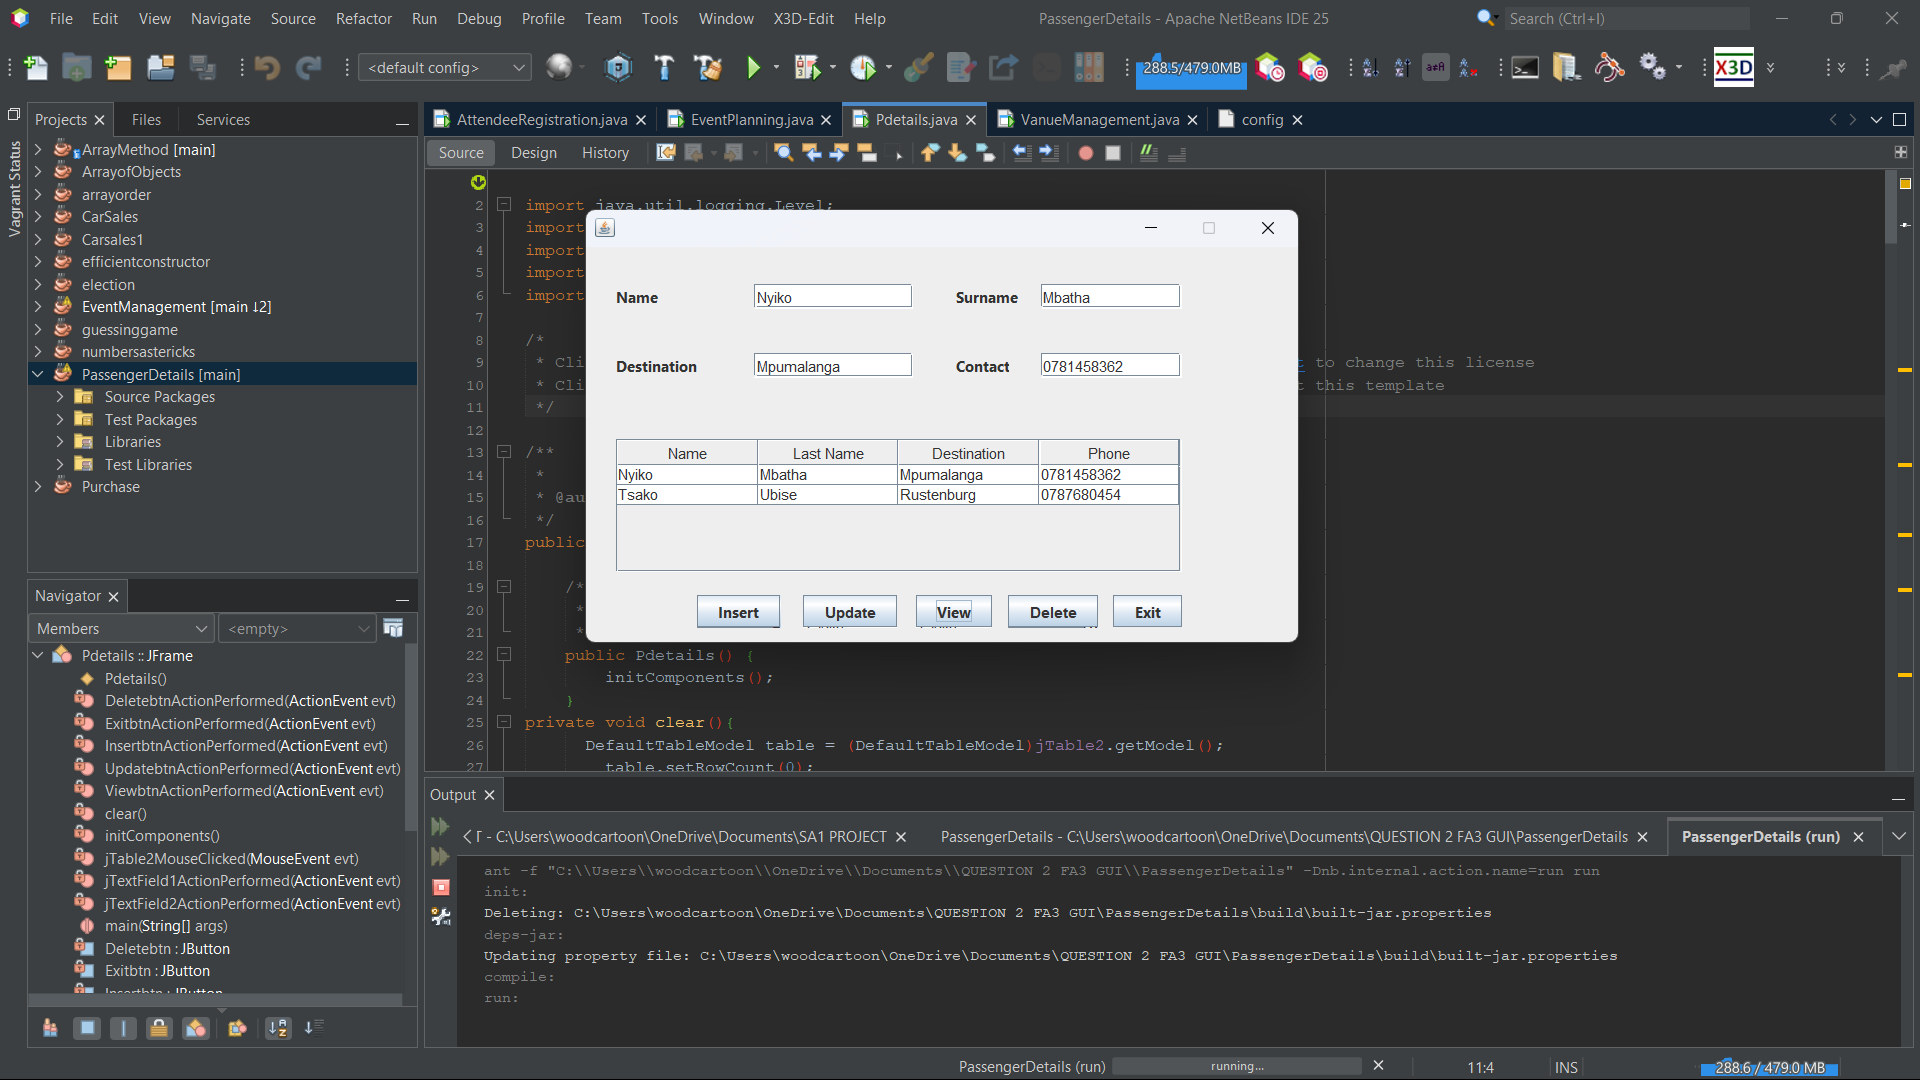 File Edit View Navigate Source Refactor Run Debug Profile Team Tools Window X3D-Edit Help
PassengerDetails - Apache NetBeans IDE 25
Search (Ctrl+I)
<default config>
288.5/479.0MB
X3D
Projects
Files
Services
Vagrant Status
ArrayMethod [main]
ArrayofObjects
arrayorder
CarSales
Carsales1
efficientconstructor
election
EventManagement [main ↓2]
guessinggame
numbersastericks
PassengerDetails [main]
Source Packages
Test Packages
Libraries
Test Libraries
Purchase
Navigator
Members
<empty>
Pdetails :: JFrame
Pdetails()
DeletebtnActionPerformed(ActionEvent evt)
ExitbtnActionPerformed(ActionEvent evt)
InsertbtnActionPerformed(ActionEvent evt)
UpdatebtnActionPerformed(ActionEvent evt)
ViewbtnActionPerformed(ActionEvent evt)
clear()
initComponents()
jTable2MouseClicked(MouseEvent evt)
jTextField1ActionPerformed(ActionEvent evt)
jTextField2ActionPerformed(ActionEvent evt)
main(String[] args)
Deletebtn : JButton
Exitbtn : JButton
Insertbtn : JButton
AttendeeRegistration.java
EventPlanning.java
Pdetails.java
VanueManagement.java
config
Source Design History
2 import java.util.logging.Level;
3 import
4 import
5 import
6 import
7
8 /*
9 * Cli t to change this license
10 * Cli t this template
11 */
12
13 /**
14 *
15 * @au
16 */
17 public
18
19 /*
20 *
21 *
22 public Pdetails() {
23 initComponents();
24 }
25 private void clear(){
26 DefaultTableModel table = (DefaultTableModel)jTable2.getModel();
27 table.setRowCount(0);
Name Nyiko Surname Mbatha
Destination Mpumalanga Contact 0781458362
Name Last Name Destination Phone
Nyiko Mbatha Mpumalanga 0781458362
Tsako Ubise Rustenburg 0787680454
Insert Update View Delete Exit
Output
- C:\Users\woodcartoon\OneDrive\Documents\SA1 PROJECT
PassengerDetails - C:\Users\woodcartoon\OneDrive\Documents\QUESTION 2 FA3 GUI\PassengerDetails
PassengerDetails (run)
ant -f "C:\\Users\\woodcartoon\\OneDrive\\Documents\\QUESTION 2 FA3 GUI\\PassengerDetails" -Dnb.internal.action.name=run run
init:
Deleting: C:\Users\woodcartoon\OneDrive\Documents\QUESTION 2 FA3 GUI\PassengerDetails\build\built-jar.properties
deps-jar:
Updating property file: C:\Users\woodcartoon\OneDrive\Documents\QUESTION 2 FA3 GUI\PassengerDetails\build\built-jar.properties
compile:
run:
PassengerDetails (run)
running...
11:4
INS
288.6 / 479.0 MB